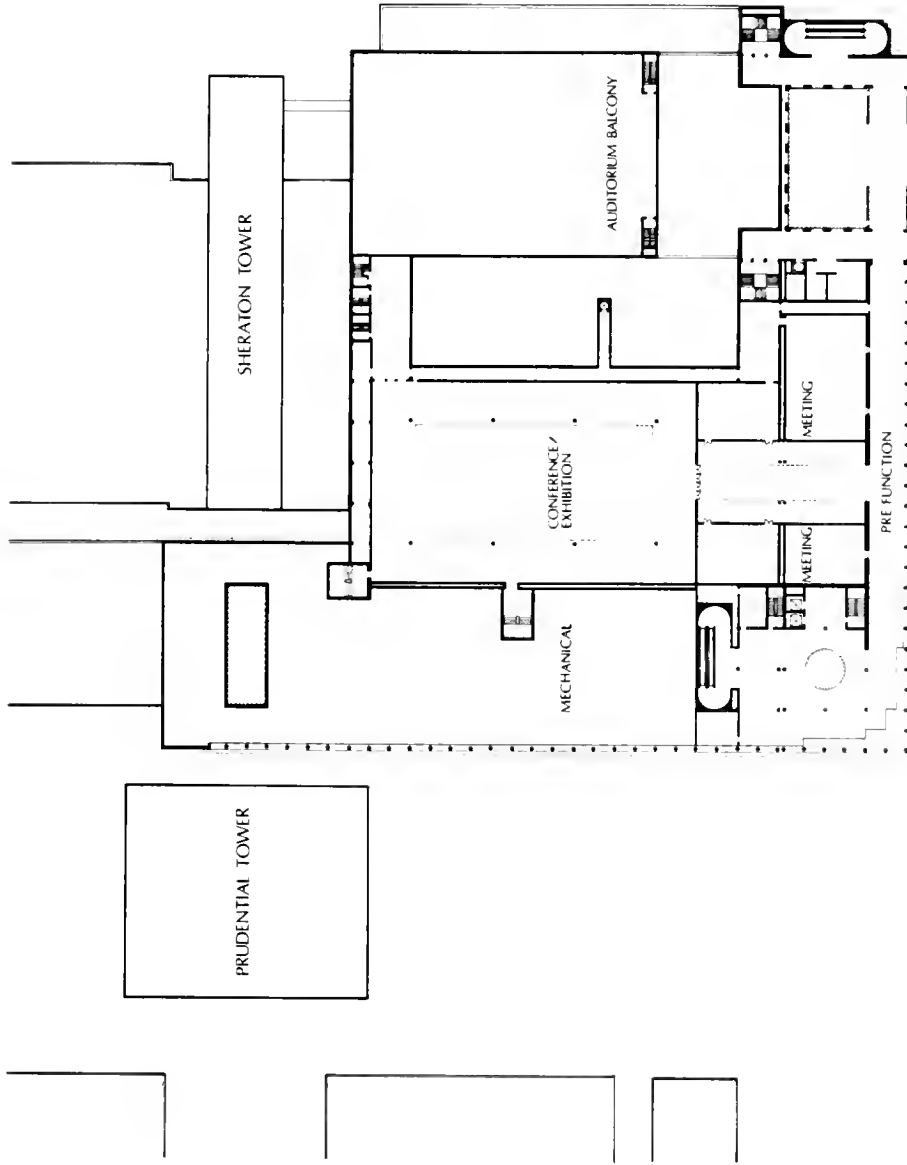 SHERATON TOWER
AUDITORIUM BALCONY
CONFERENCE/
EXHIBITION
MEETING
MEETING
PRE FUNCTION
MECHANICAL
PRUDENTIAL TOWER